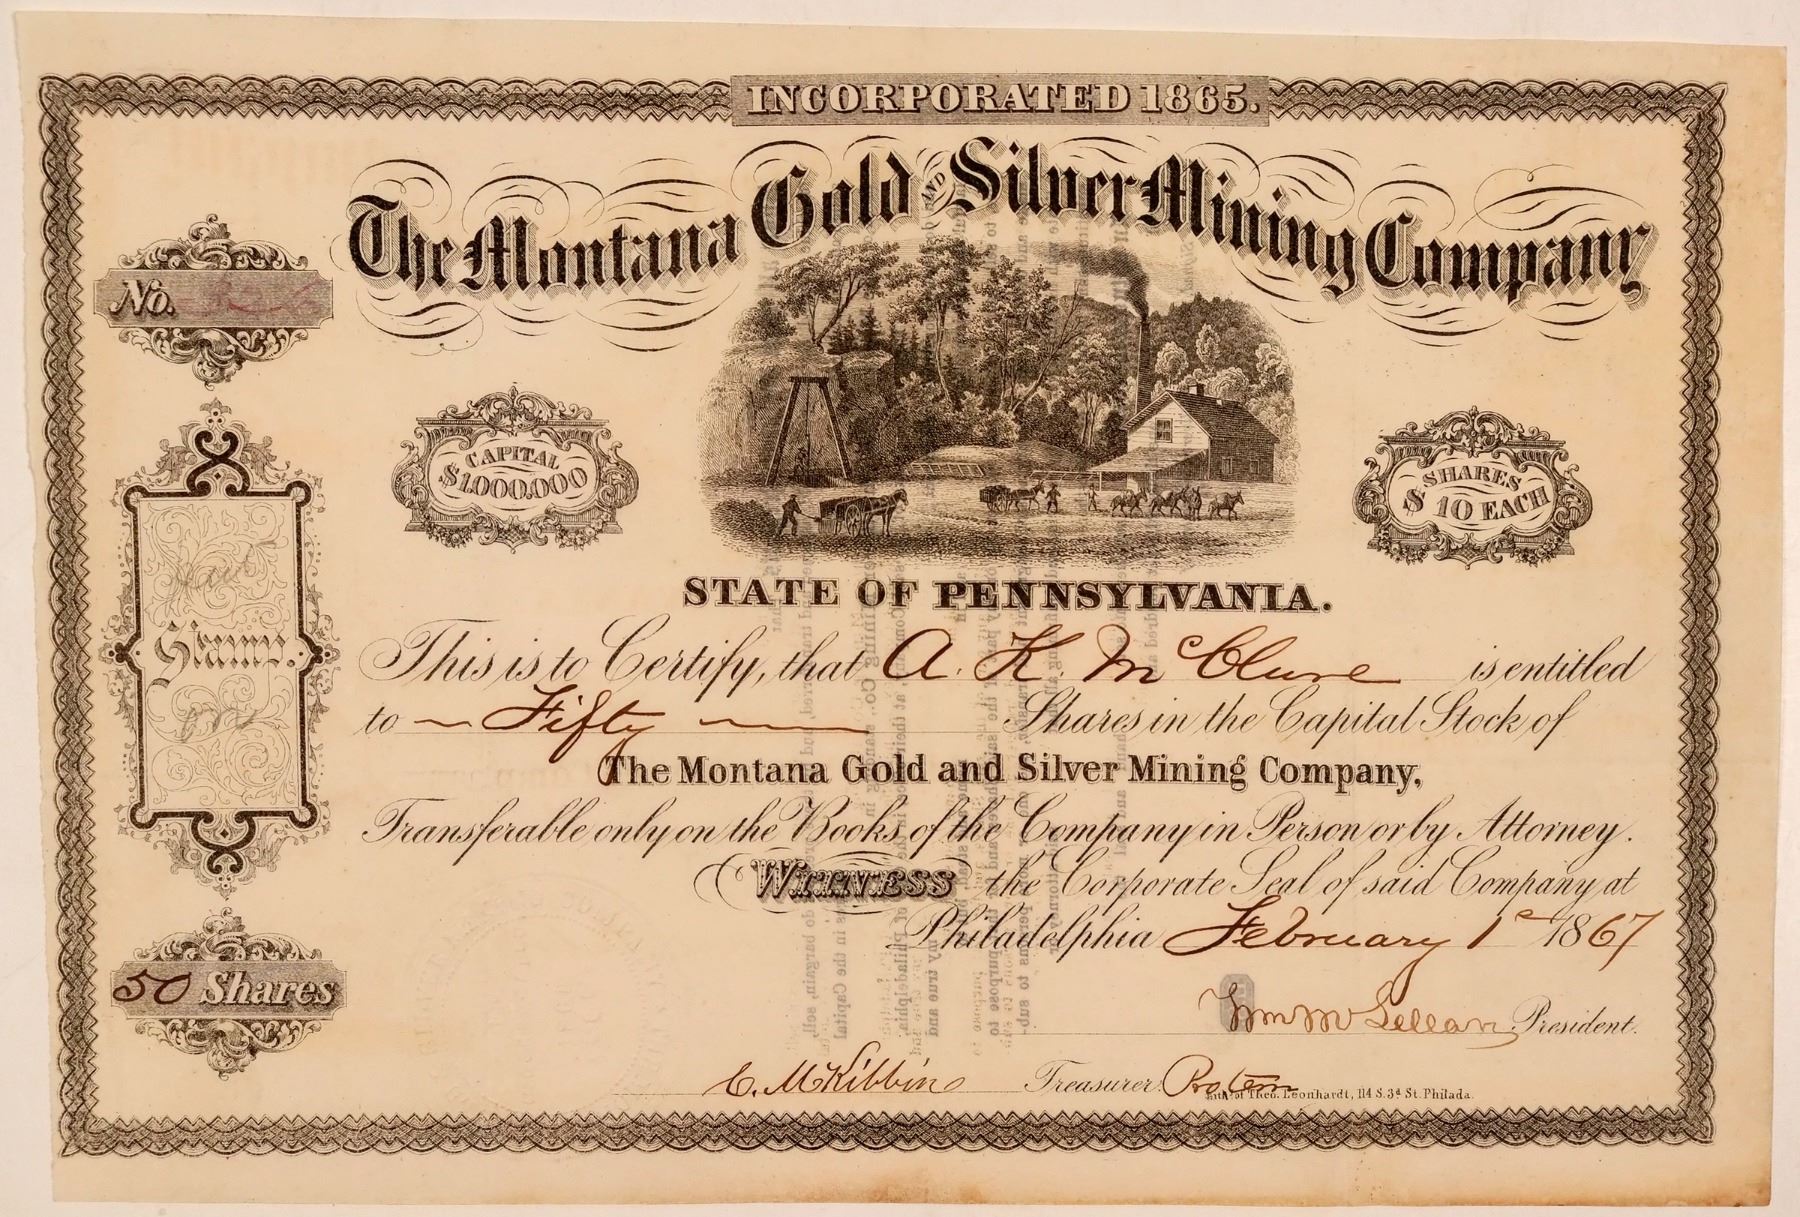 INCORPORATED 1865.
The Montana Gold AND Silver Mining Company
No.
CAPITAL
$1,000,000
SHARES
$ 10 EACH
STATE OF PENNSYLVANIA.
This is to Certify, that A. K. McClure is entitled
to Fifty Shares in the Capital Stock of
The Montana Gold and Silver Mining Company,
Transferable only on the Books of the Company in Person or by Attorney.
WITNESS the Corporate Seal of said Company at
Philadelphia February 1st 1867
Stamp.
50 Shares
Wm McLellan President.
C. McKibbin Treasurer. Protem
Lith. of Theo. Leonhardt, 114 S. 3d St. Philada.